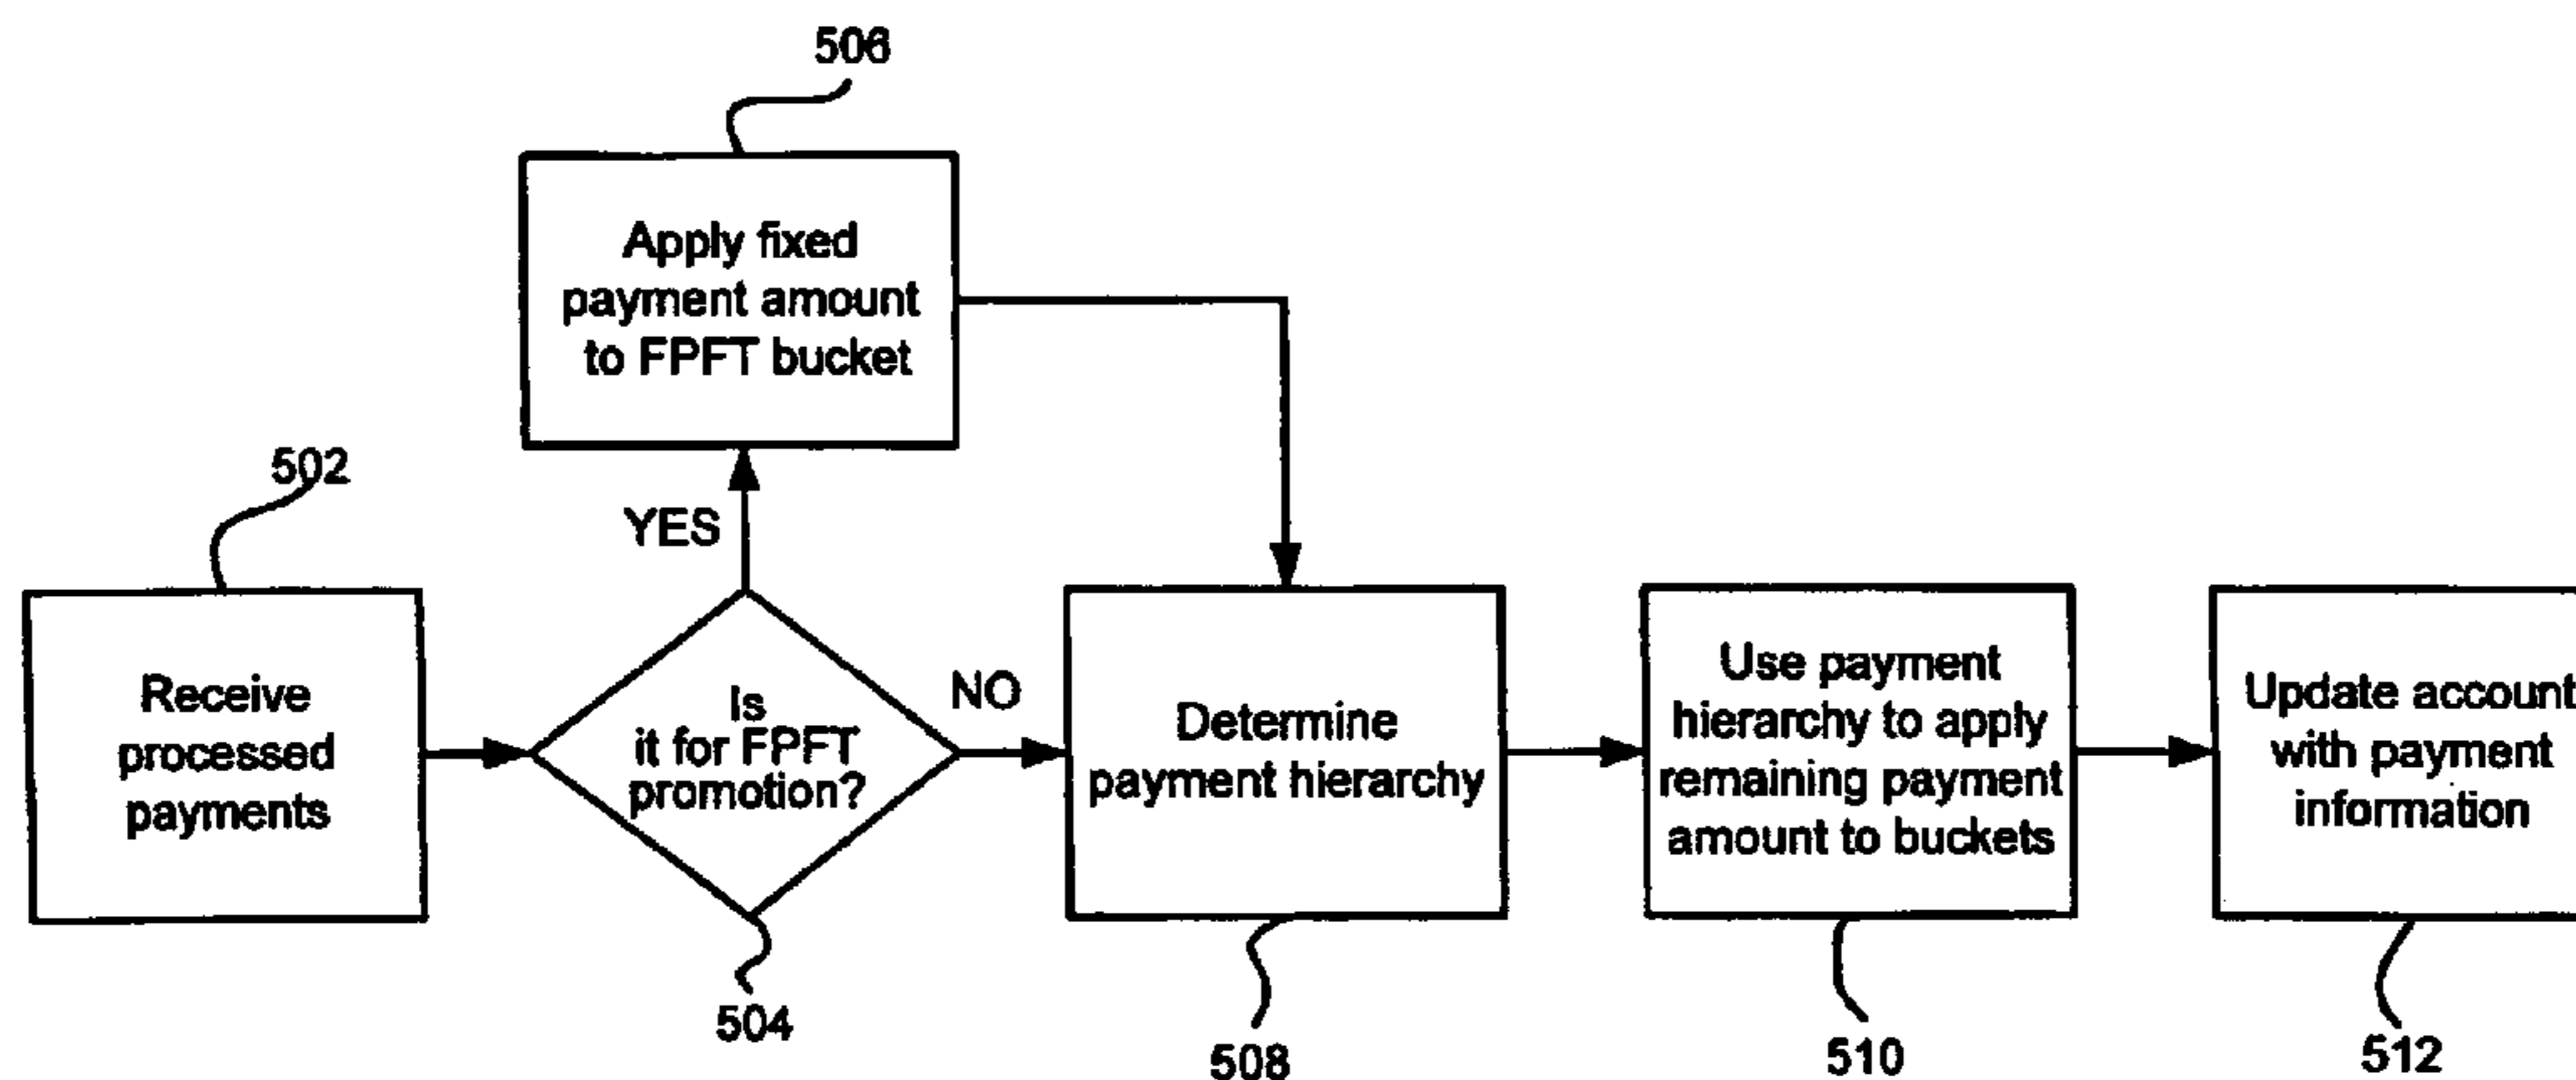 506
Apply fixed
payment amount
to FPFT bucket
502
YES
Receive
processed
payments
Is
it for FPFT
promotion?
NO
Determine
payment hierarchy
Use payment
hierarchy to apply
remaining payment
amount to buckets
Update account
with payment
information
504
508
510
512